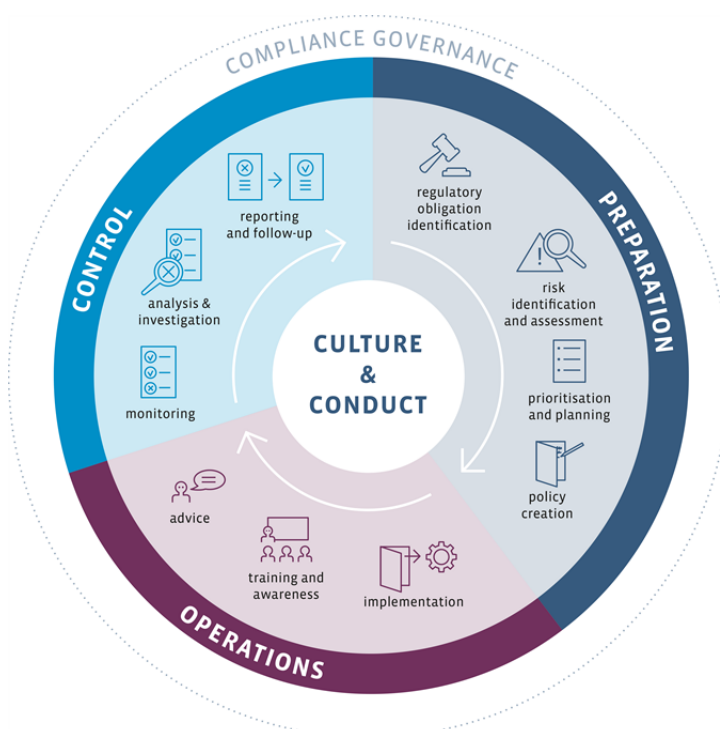 COMPLIANCE GOVERNANCE
PREPARATION
regulatory
obligation
identification
risk
identification
and assessment
prioritisation
and planning
policy
creation
OPERATIONS
implementation
training and
awareness
advice
CONTROL
monitoring
analysis &
investigation
reporting
and follow-up
CULTURE
&
CONDUCT